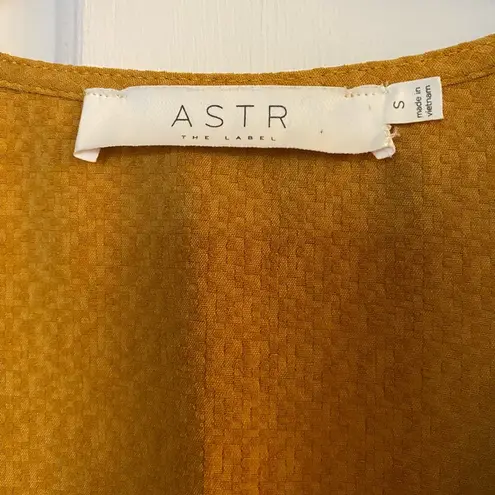 ASTR
THE LABEL
S
made in
vietnam